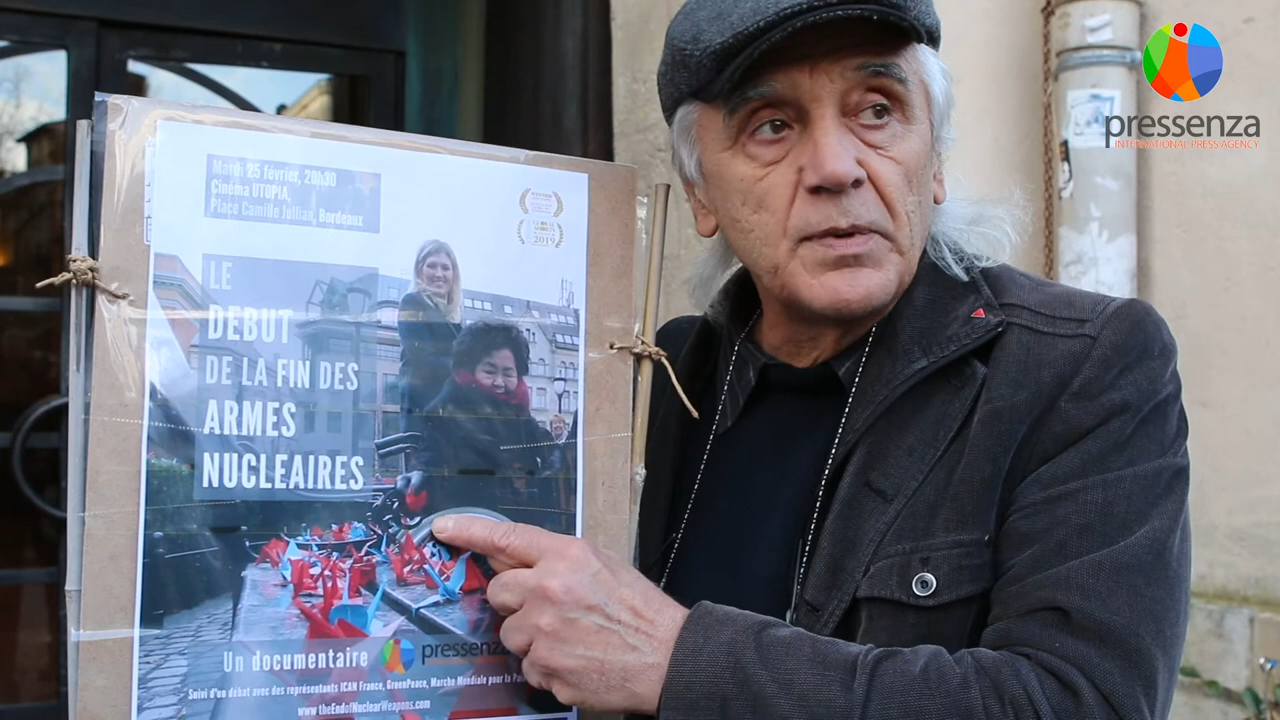 Mardi 25 février, 20h30
Cinéma UTOPIA,
Place Camille Jullian, Bordeaux
2019
LE
DEBUT
DE LA FIN DES
ARMES
NUCLEAIRES
Un documentaire pressenza
Suivi d'un débat avec des représentants ICAN France, GreenPeace, Marche Mondiale pour la
www.theEndofNuclearWeapons.com
pressenza
INTERNATIONAL PRESS AGENCY